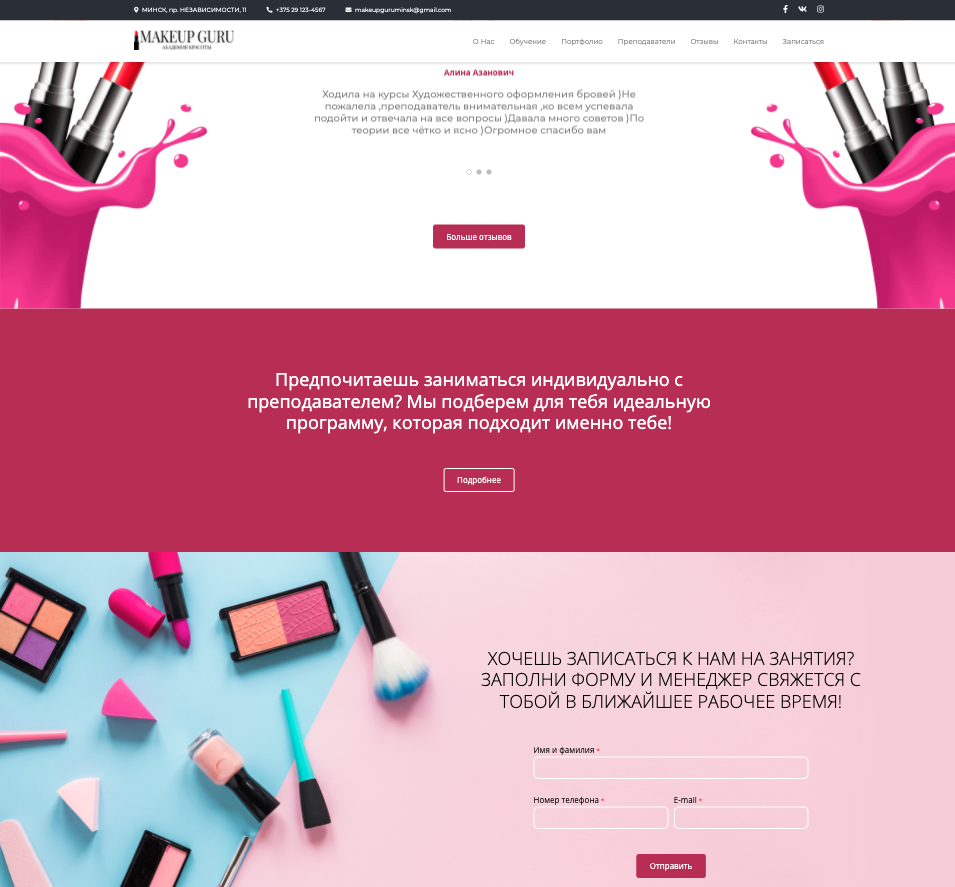 МИНСК, пр. НЕЗАВИСИМОСТИ, 11 +375 29 123-4567 makeupguruminsk@gmail.com
MAKEUP GURU
АКАДЕМИЯ КРАСОТЫ
О Нас Обучение Портфолио Преподаватели Отзывы Контакты Записаться
Алина Азанович
Ходила на курсы Художественного оформления бровей )Не
пожалела ,преподаватель внимательная ,ко всем успевала
подойти и отвечала на все вопросы )Давала много советов )По
теории все чётко и ясно )Огромное спасибо вам
Больше отзывов
Предпочитаешь заниматься индивидуально с
преподавателем? Мы подберем для тебя идеальную
программу, которая подходит именно тебе!
Подробнее
ХОЧЕШЬ ЗАПИСАТЬСЯ К НАМ НА ЗАНЯТИЯ?
ЗАПОЛНИ ФОРМУ И МЕНЕДЖЕР СВЯЖЕТСЯ С
ТОБОЙ В БЛИЖАЙШЕЕ РАБОЧЕЕ ВРЕМЯ!
Имя и фамилия *
Номер телефона * E-mail *
Отправить